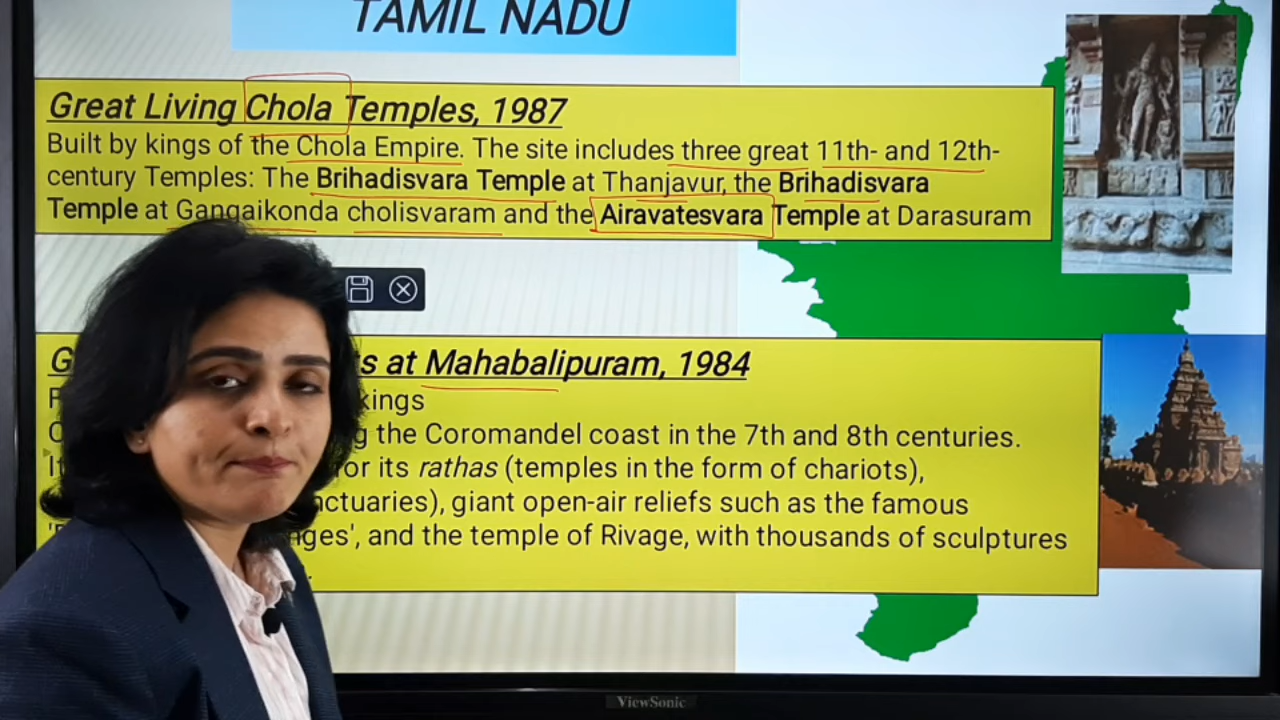 TAMIL NADU
Great Living Chola Temples, 1987
Built by kings of the Chola Empire. The site includes three great 11th- and 12th-
century Temples: The Brihadisvara Temple at Thanjavur, the Brihadisvara
Temple at Gangaikonda cholisvaram and the Airavatesvara Temple at Darasuram
at Mahabalipuram, 1984
kings
the Coromandel coast in the 7th and 8th centuries.
for its rathas (temples in the form of chariots),
giant open-air reliefs such as the famous
and the temple of Rivage, with thousands of sculptures
ViewSonic